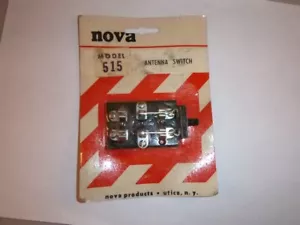 nova
MODEL
515
ANTENNA SWITCH
nova products • utica, n. y.